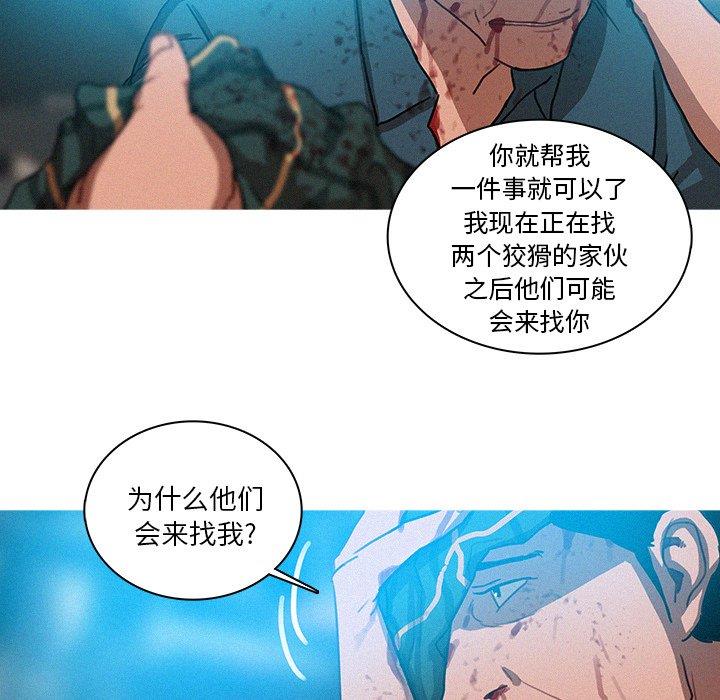 你就帮我
一件事就可以了
我现在正在找
两个狡猾的家伙
之后他们可能
会来找你
为什么他们
会来找我?